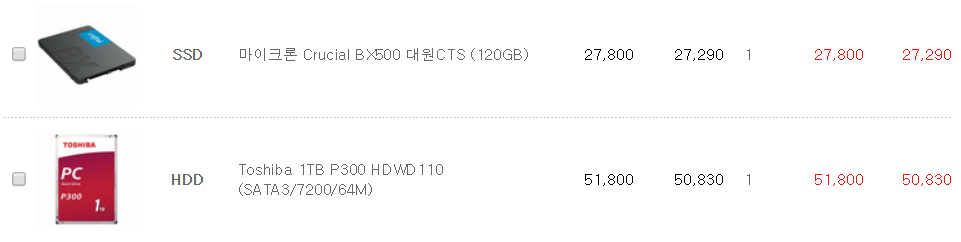 SSD 마이크론 Crucial BX500 대원CTS (120GB) 27,800 27,290 1 27,800 27,290
TOSHIBA
PC
P300
1TB
HDD Toshiba 1TB P300 HDWD110 51,800 50,830 1 51,800 50,830
(SATA3/7200/64M)